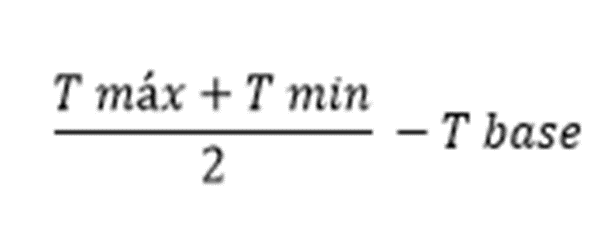 T máx + T min
2
− T base